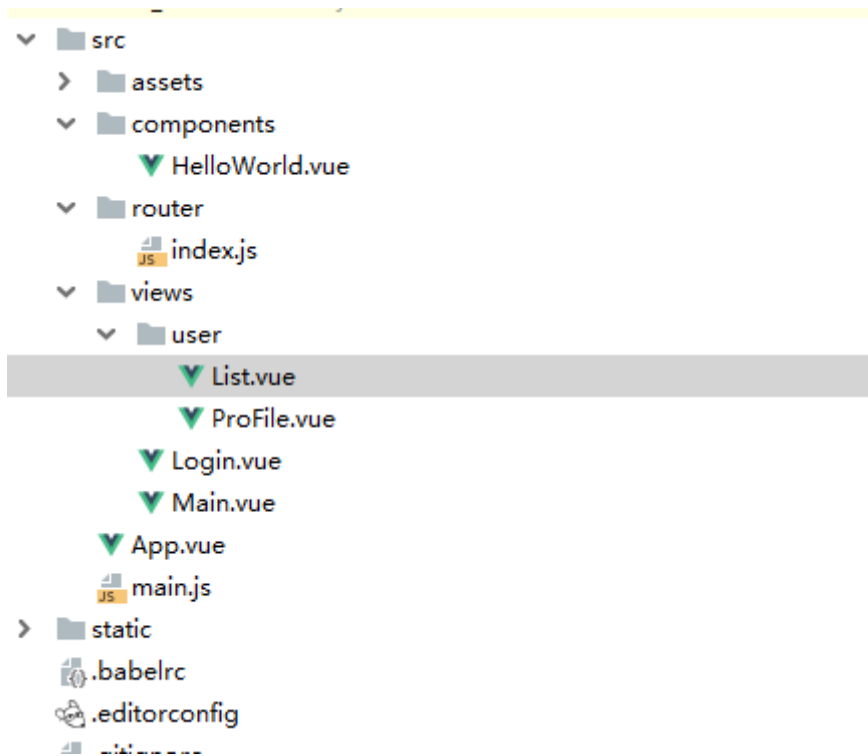 src
assets
components
HelloWorld.vue
router
JS index.js
views
user
List.vue
ProFile.vue
Login.vue
Main.vue
App.vue
JS main.js
static
.babelrc
.editorconfig